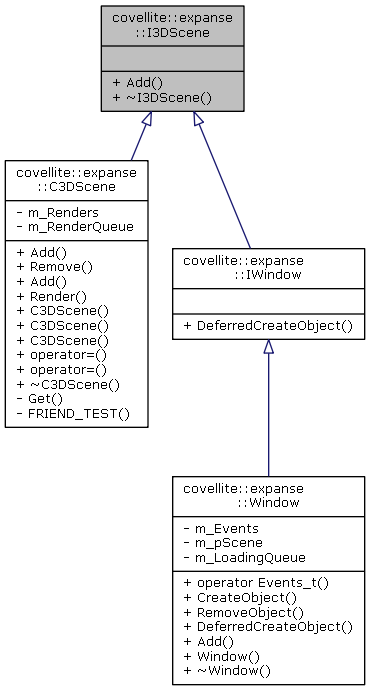 covellite::expanse
::I3DScene
+ Add()
+ ~I3DScene()
covellite::expanse
::C3DScene
- m_Renders
- m_RenderQueue
+ Add()
+ Remove()
+ Add()
+ Render()
+ C3DScene()
+ C3DScene()
+ C3DScene()
+ operator=()
+ operator=()
+ ~C3DScene()
- Get()
- FRIEND_TEST()
covellite::expanse
::IWindow
+ DeferredCreateObject()
covellite::expanse
::Window
- m_Events
- m_pScene
- m_LoadingQueue
+ operator Events_t()
+ CreateObject()
+ RemoveObject()
+ DeferredCreateObject()
+ Add()
+ Window()
+ ~Window()